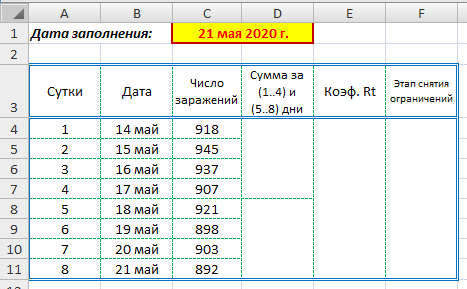 A B C D E F
1 Дата заполнения: 21 мая 2020 г.
2
3 Сутки Дата Число заражений Сумма за (1..4) и (5..8) дни Коэф. Rt Этап снятия ограничений
4 1 14 май 918
5 2 15 май 945
6 3 16 май 937
7 4 17 май 907
8 5 18 май 921
9 6 19 май 898
10 7 20 май 903
11 8 21 май 892